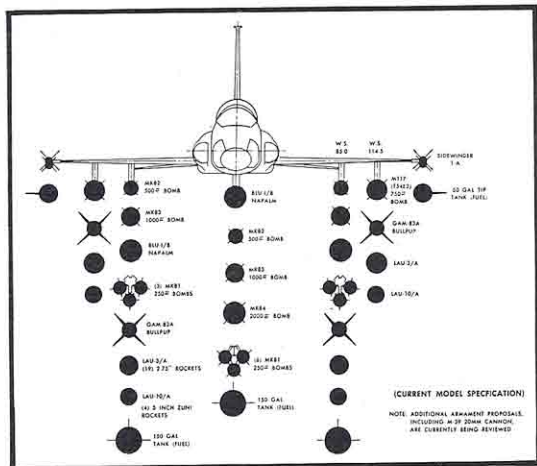 W.S.
83.0
W.S.
114.5
SIDEWINGER
1-A
MK82
500# BOMB
BLU-1/B
NAPALM
M117
750#
BOMB
50 GAL TIP
TANK (FUEL)
MK83
1000# BOMB
GAM-83A
BULLPUP
MK82
500# BOMB
BLU-1/B
NAPALM
LAU-3/A
MK83
1000# BOMB
(3) MK81
250# BOMBS
LAU-10/A
MK84
2000# BOMB
GAM-83A
BULLPUP
(6) MK81
250# BOMBS
LAU-3/A
(19) 2.75" ROCKETS
LAU-10/A
(4) 5 INCH ZUNI
ROCKETS
150 GAL
TANK (FUEL)
150 GAL
TANK (FUEL)
(CURRENT MODEL SPECFICATION)
NOTE: ADDITIONAL ARMAMENT PROPOSALS,
INCLUDING M-39 20MM CANNON,
ARE CURRENTLY BEING REVIEWED